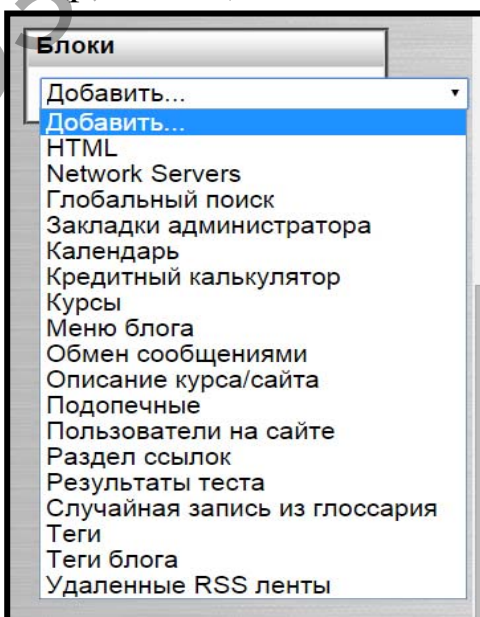 Блоки
Добавить...
Добавить...
HTML
Network Servers
Глобальный поиск
Закладки администратора
Календарь
Кредитный калькулятор
Курсы
Меню блога
Обмен сообщениями
Описание курса/сайта
Подопечные
Пользователи на сайте
Раздел ссылок
Результаты теста
Случайная запись из глоссария
Теги
Теги блога
Удаленные RSS ленты